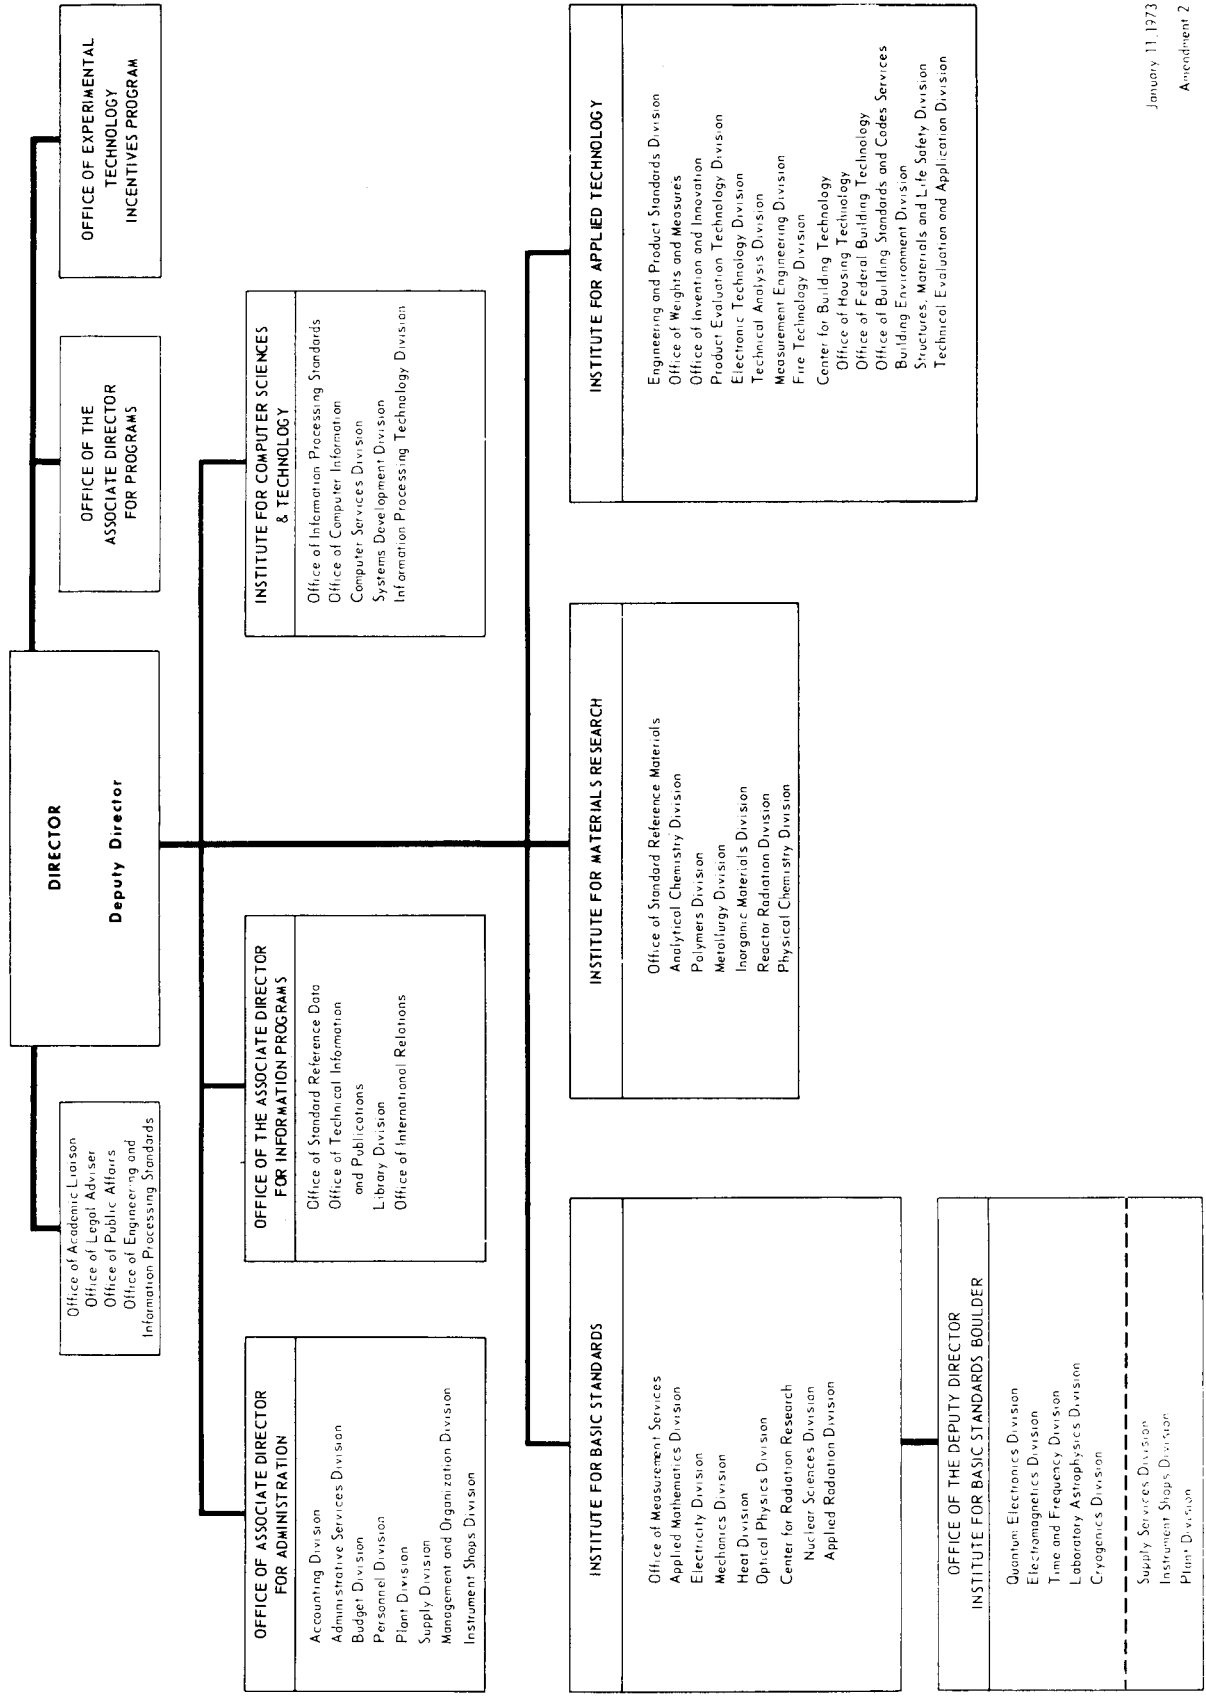 DIRECTOR
Deputy Director
Office of Academic Liaison
Office of Legal Adviser
Office of Public Affairs
Office of Engineering and
Information Processing Standards
OFFICE OF THE
ASSOCIATE DIRECTOR
FOR PROGRAMS
OFFICE OF EXPERIMENTAL
TECHNOLOGY
INCENTIVES PROGRAM
OFFICE OF ASSOCIATE DIRECTOR
FOR ADMINISTRATION
Accounting Division
Administrative Services Division
Budget Division
Personnel Division
Plant Division
Supply Division
Management and Organization Division
Instrument Shops Division
OFFICE OF THE ASSOCIATE DIRECTOR
FOR INFORMATION PROGRAMS
Office of Standard Reference Data
Office of Technical Information
and Publications
Library Division
Office of International Relations
INSTITUTE FOR COMPUTER SCIENCES
& TECHNOLOGY
Office of Information Processing Standards
Office of Computer Information
Computer Services Division
Systems Development Division
Information Processing Technology Division
INSTITUTE FOR BASIC STANDARDS
Office of Measurement Services
Applied Mathematics Division
Electricity Division
Mechanics Division
Heat Division
Optical Physics Division
Center for Radiation Research
Nuclear Sciences Division
Applied Radiation Division
INSTITUTE FOR MATERIALS RESEARCH
Office of Standard Reference Materials
Analytical Chemistry Division
Polymers Division
Metallurgy Division
Inorganic Materials Division
Reactor Radiation Division
Physical Chemistry Division
INSTITUTE FOR APPLIED TECHNOLOGY
Engineering and Product Standards Division
Office of Weights and Measures
Office of Invention and Innovation
Product Evaluation Technology Division
Electronic Technology Division
Technical Analysis Division
Measurement Engineering Division
Fire Technology Division
Center for Building Technology
Office of Housing Technology
Office of Federal Building Technology
Office of Building Standards and Codes Services
Building Environment Division
Structures, Materials and Life Safety Division
Technical Evaluation and Application Division
OFFICE OF THE DEPUTY DIRECTOR
INSTITUTE FOR BASIC STANDARDS BOULDER
Quantum Electronics Division
Electromagnetics Division
Time and Frequency Division
Laboratory Astrophysics Division
Cryogenics Division
Supply Services Division
Instrument Shops Division
Plant Division
January 11, 1973
Amendment 2